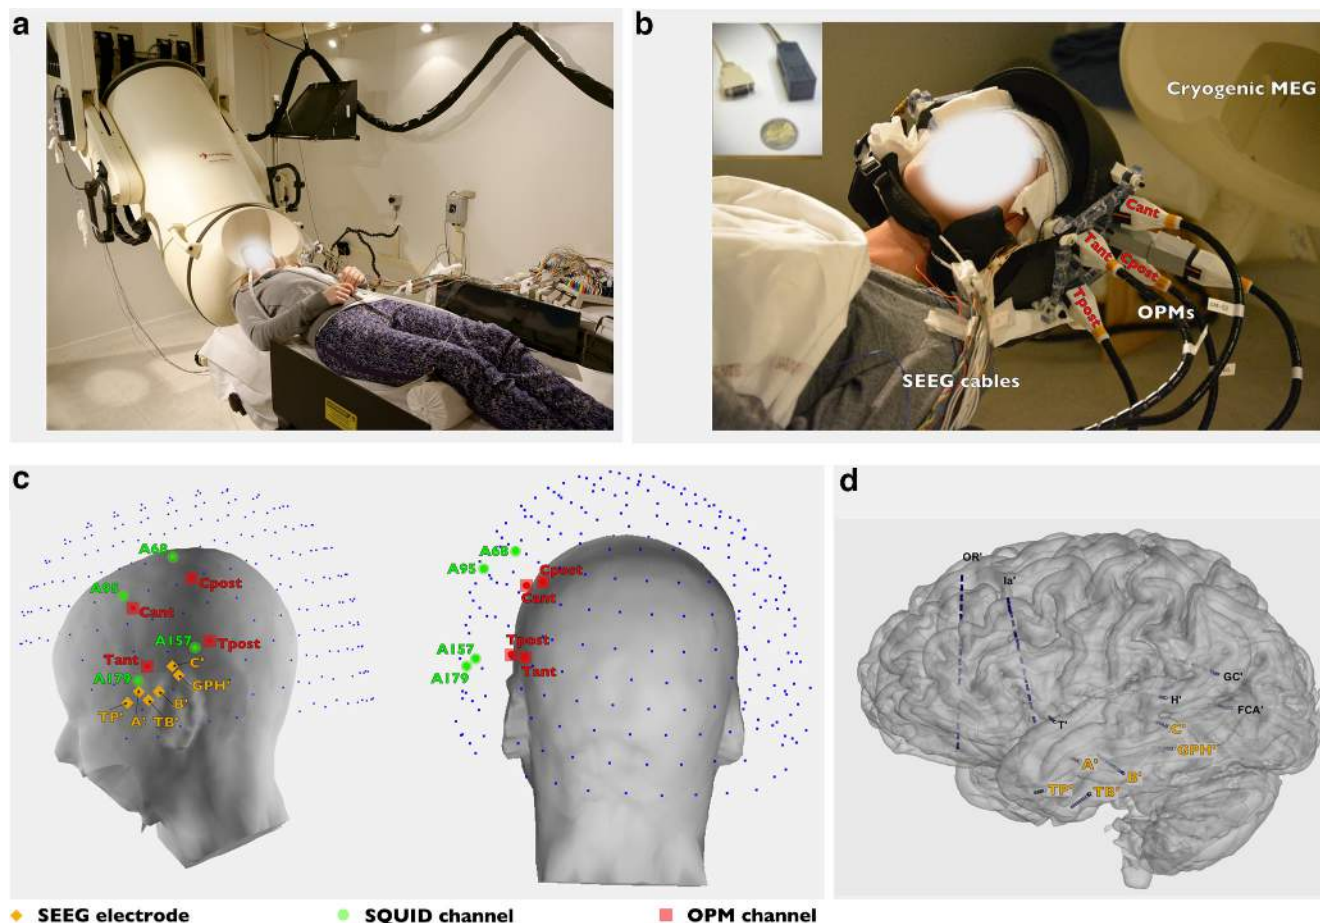 a
b
Cryogenic MEG
Cant
Tant
Cpost
Tpost
OPMs
SEEG cables
c
A68
A95
Cpost
Cant
A157
Tpost
Tant
A179
C'
GPH'
B'
TP'
A'
TB'
A68
A95
Cpost
Cant
A157
Tpost
A179
Tant
d
OR'
Ia'
GC'
H'
FCA'
T'
C'
GPH'
A'
B'
TP'
TB'
SEEG electrode
SQUID channel
OPM channel